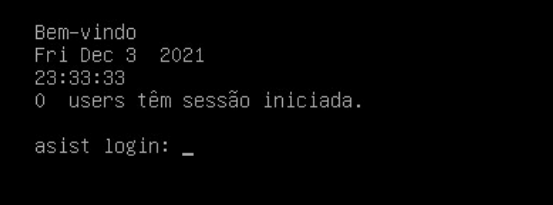 Bem-vindo
Fri Dec 3  2021
23:33:33
0  users têm sessão iniciada.
asist login: _